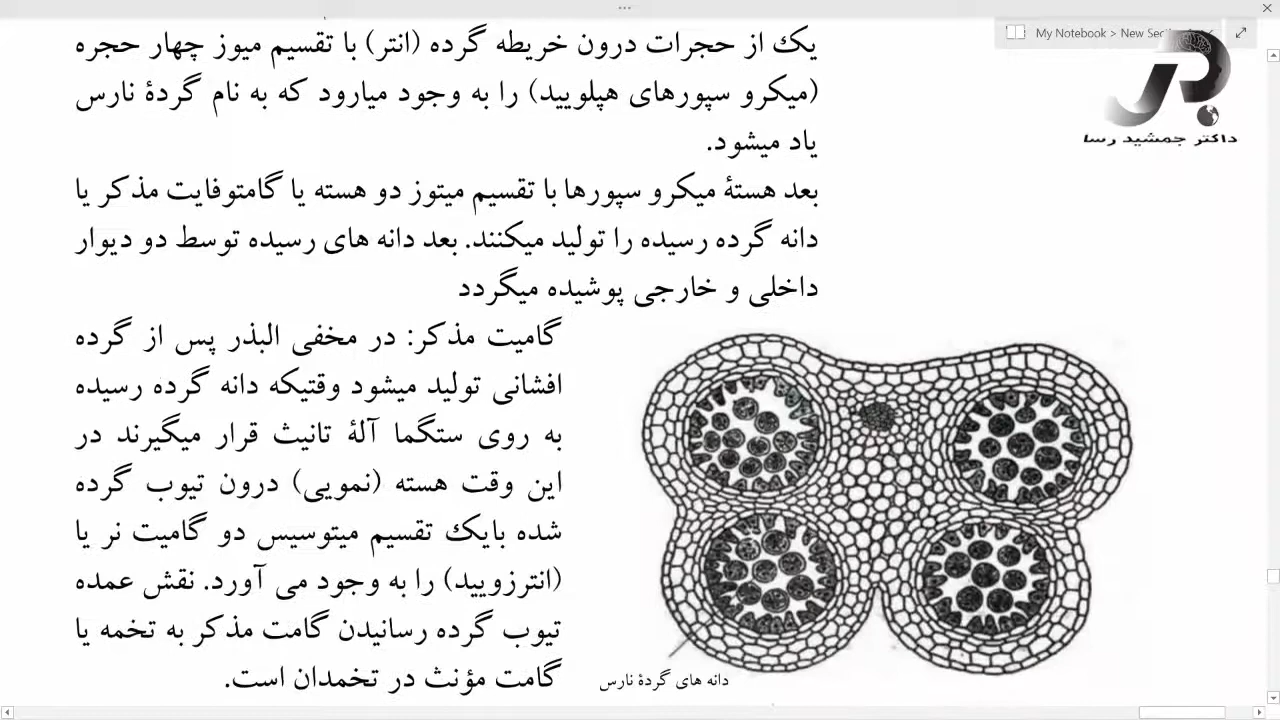 My Notebook > New Sec
داکتر جمشید رسا
یک از حجرات درون خریطه گرده (انتر) با تقسیم میوز چهار حجره
(میکرو سپورهای هپلویید) را به وجود میارود که به نام گردۀ نارس
یاد میشود.
بعد هستۀ میکرو سپورها با تقسیم میتوز دو هسته یا گامتوفایت مذکر یا
دانه گرده رسیده را تولید میکنند. بعد دانه های رسیده توسط دو دیوار
داخلی و خارجی پوشیده میگردد
گامیت مذکر: در مخفی البذر پس از گرده
افشانی تولید میشود وقتیکه دانه گرده رسیده
به روی ستگما آلۀ تانیث قرار میگیرند در
این وقت هسته (نمویی) درون تیوب گرده
شده بایک تقسیم میتوسیس دو گامیت نر یا
(انترزویید) را به وجود می آورد. نقش عمده
تیوب گرده رسانیدن گامت مذکر به تخمه یا
گامت مؤنث در تخمدان است.
دانه های گردۀ نارس